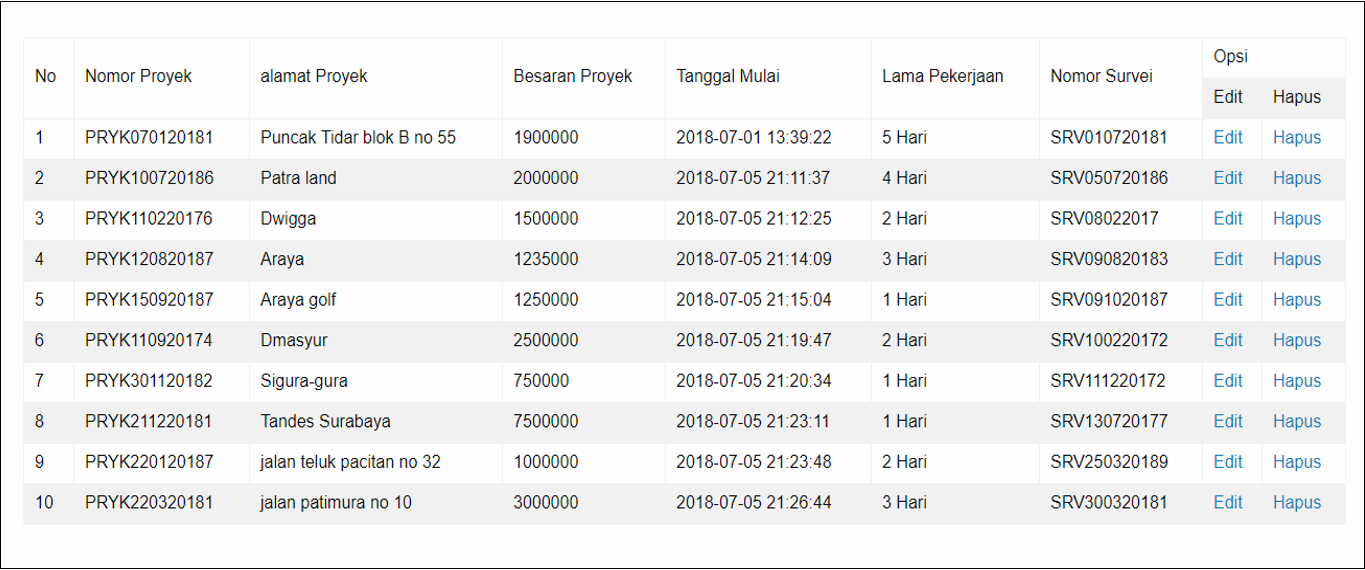 No Nomor Proyek alamat Proyek Besaran Proyek Tanggal Mulai Lama Pekerjaan Nomor Survei Opsi
Edit Hapus
1 PRYK070120181 Puncak Tidar blok B no 55 1900000 2018-07-01 13:39:22 5 Hari SRV010720181 Edit Hapus
2 PRYK100720186 Patra land 2000000 2018-07-05 21:11:37 4 Hari SRV050720186 Edit Hapus
3 PRYK110220176 Dwigga 1500000 2018-07-05 21:12:25 2 Hari SRV08022017 Edit Hapus
4 PRYK120820187 Araya 1235000 2018-07-05 21:14:09 3 Hari SRV090820183 Edit Hapus
5 PRYK150920187 Araya golf 1250000 2018-07-05 21:15:04 1 Hari SRV091020187 Edit Hapus
6 PRYK110920174 Dmasyur 2500000 2018-07-05 21:19:47 2 Hari SRV100220172 Edit Hapus
7 PRYK301120182 Sigura-gura 750000 2018-07-05 21:20:34 1 Hari SRV111220172 Edit Hapus
8 PRYK211220181 Tandes Surabaya 7500000 2018-07-05 21:23:11 1 Hari SRV130720177 Edit Hapus
9 PRYK220120187 jalan teluk pacitan no 32 1000000 2018-07-05 21:23:48 2 Hari SRV250320189 Edit Hapus
10 PRYK220320181 jalan patimura no 10 3000000 2018-07-05 21:26:44 3 Hari SRV300320181 Edit Hapus